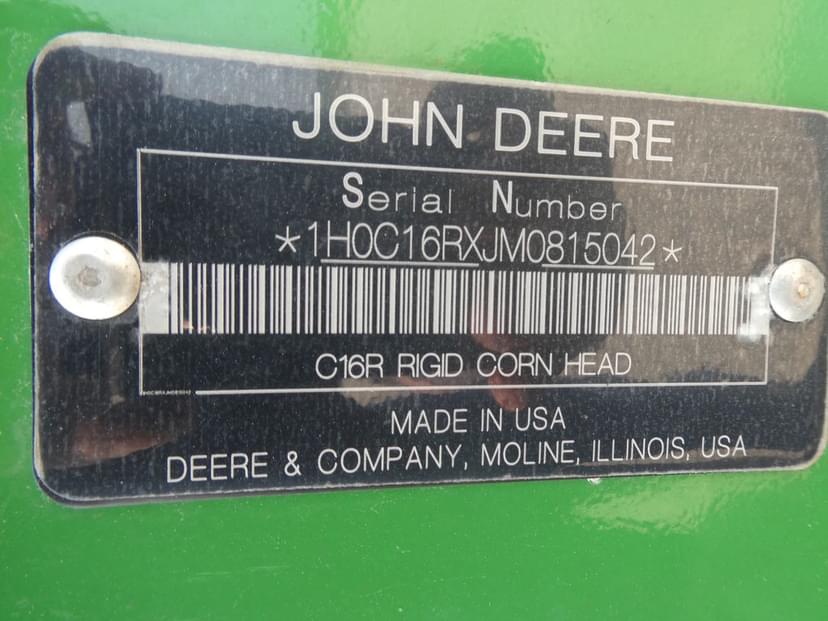 JOHN DEERE
Serial Number
*1H0C16RXJM0815042*
C16R RIGID CORN HEAD
MADE IN USA
DEERE & COMPANY, MOLINE, ILLINOIS, USA